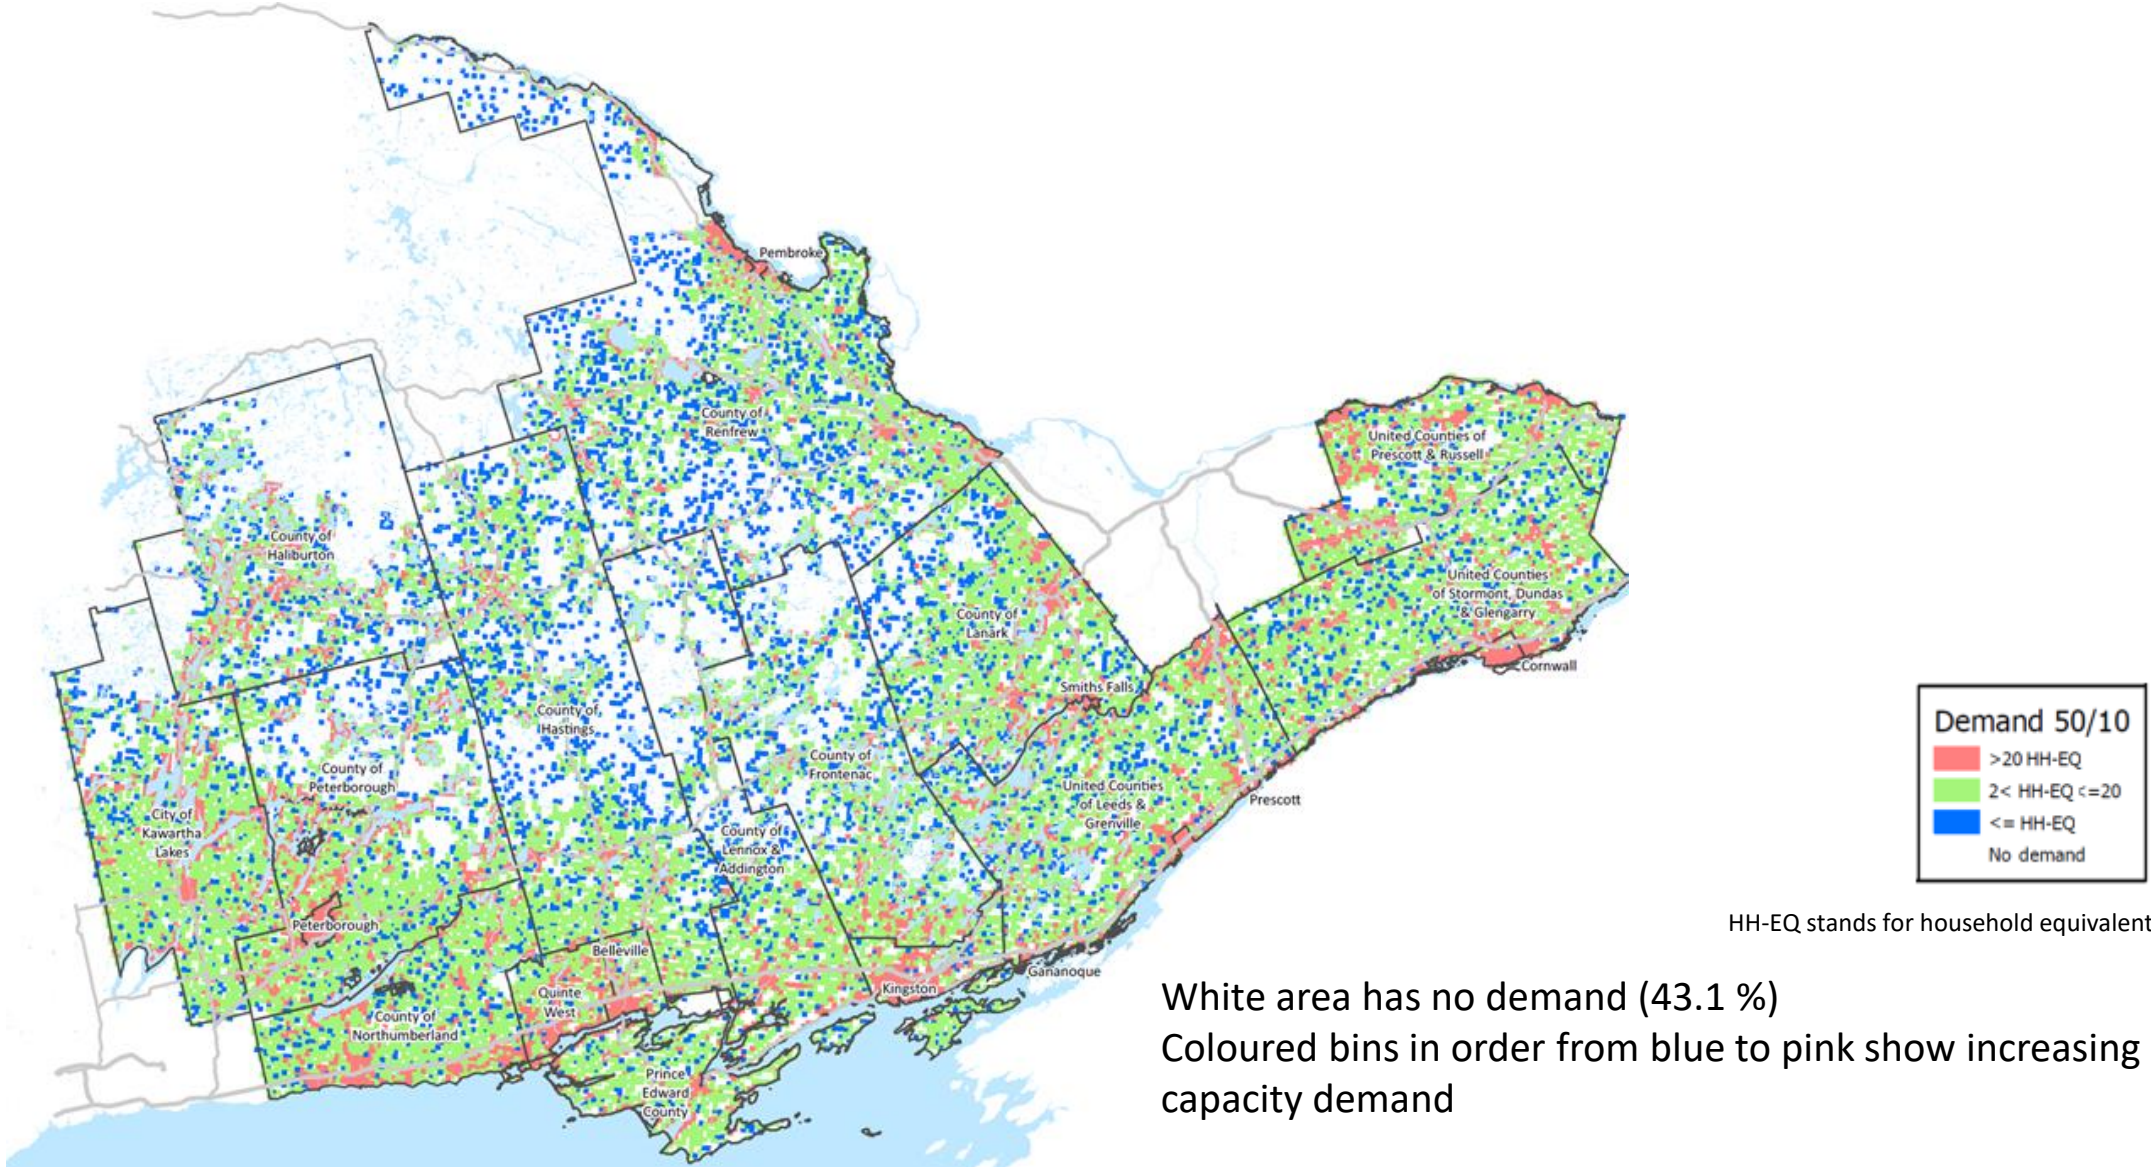 Pembroke
County of
Renfrew
United Counties of
Prescott & Russell
County of
Haliburton
United Counties
of Stormont, Dundas
& Glengarry
County of
Lanark
Cornwall
Smiths Falls
County of
Hastings
County of
Peterborough
County of
Frontenac
United Counties
of Leeds &
Grenville
Prescott
City of
Kawartha
Lakes
County of
Lennox &
Addington
Peterborough
Belleville
Gananoque
Kingston
Quinte
West
County of
Northumberland
Prince
Edward
County
Demand 50/10
>20 HH-EQ
2< HH-EQ <=20
<= HH-EQ
No demand
HH-EQ stands for household equivalent
White area has no demand (43.1 %)
Coloured bins in order from blue to pink show increasing
capacity demand